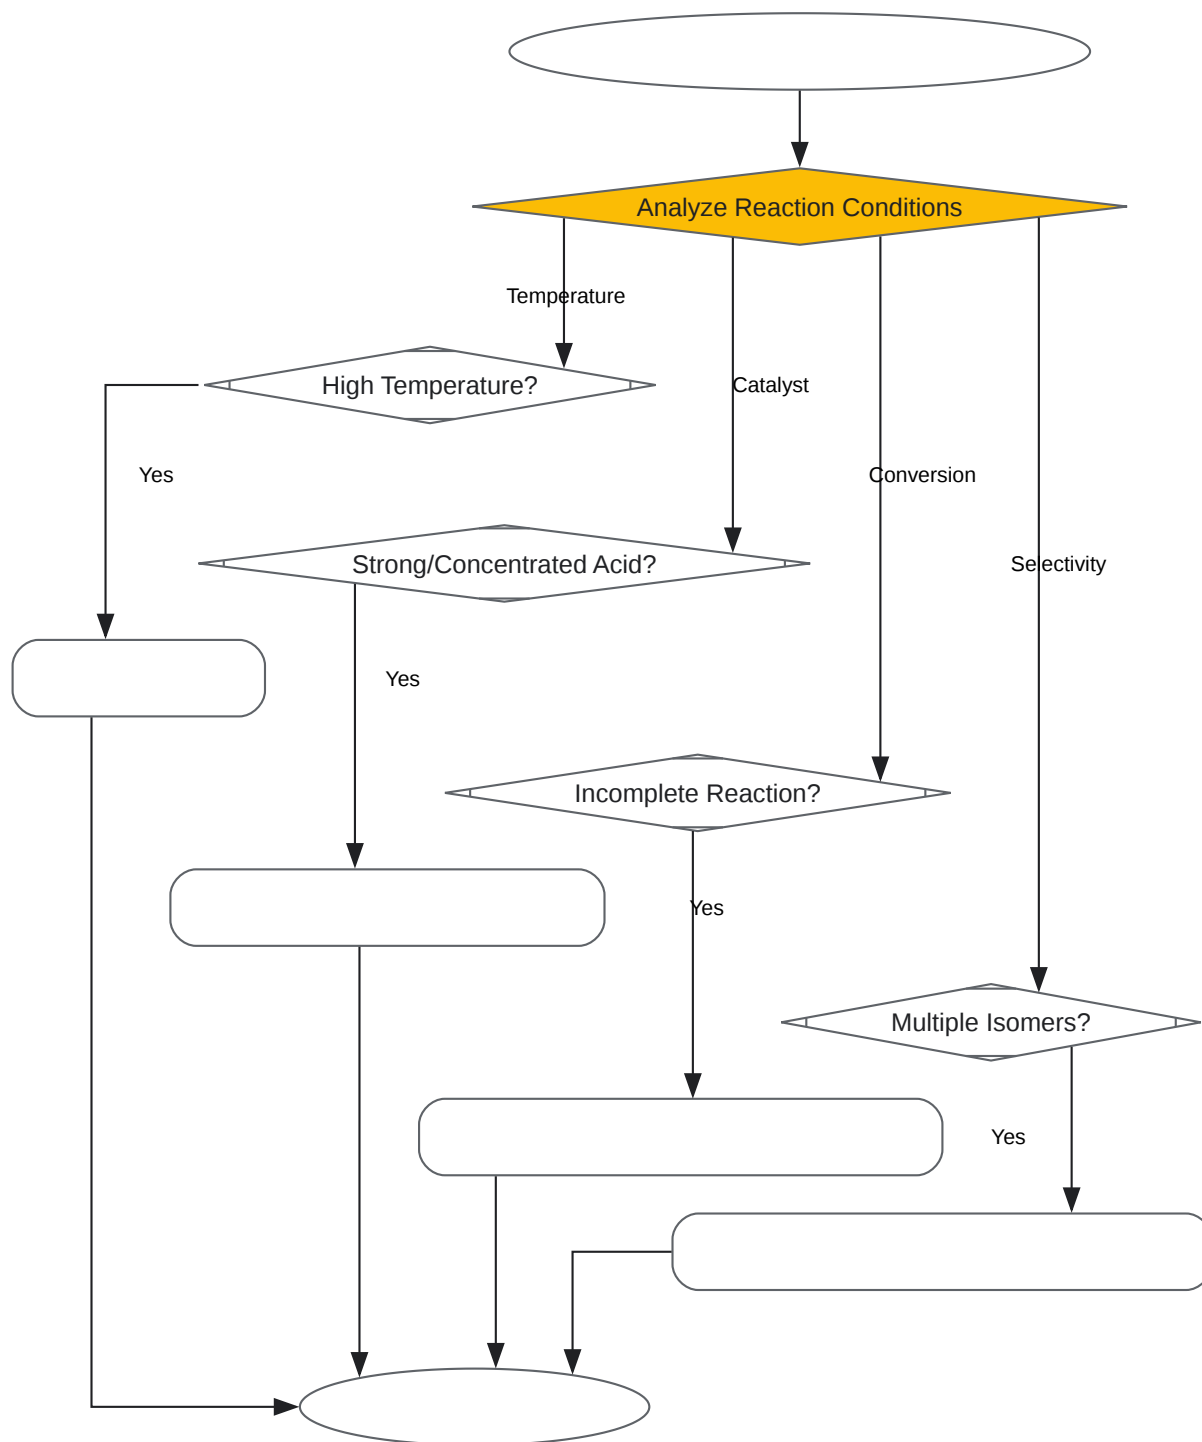 Analyze Reaction Conditions
Temperature
High Temperature?
Catalyst
Yes
Conversion
Strong/Concentrated Acid?
Selectivity
Yes
Incomplete Reaction?
Yes
Multiple Isomers?
Yes